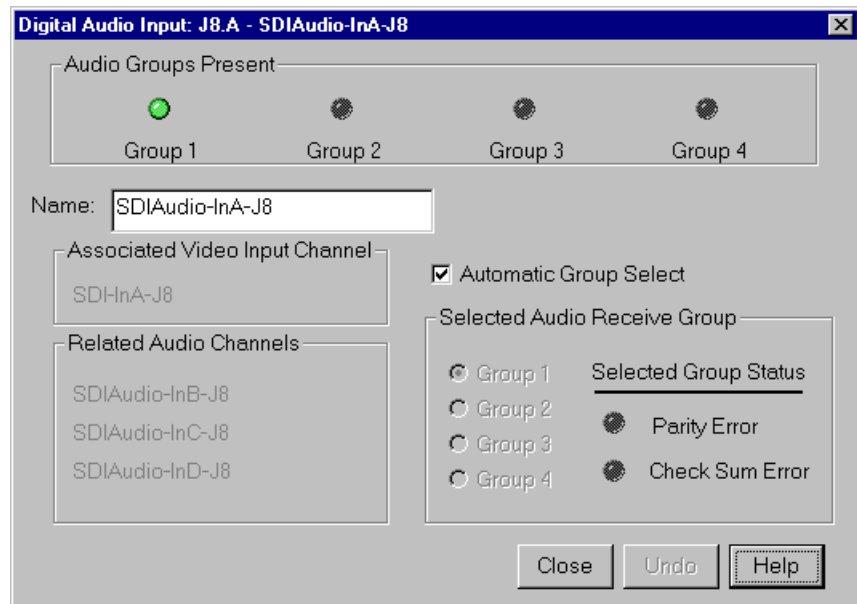 Digital Audio Input: J8.A - SDIAudio-InA-J8
Audio Groups Present
Group 1 Group 2 Group 3 Group 4
Name: SDIAudio-InA-J8
Associated Video Input Channel
SDI-InA-J8
Related Audio Channels
SDIAudio-InB-J8
SDIAudio-InC-J8
SDIAudio-InD-J8
Automatic Group Select
Selected Audio Receive Group
Group 1
Group 2
Group 3
Group 4
Selected Group Status
Parity Error
Check Sum Error
Close Undo Help